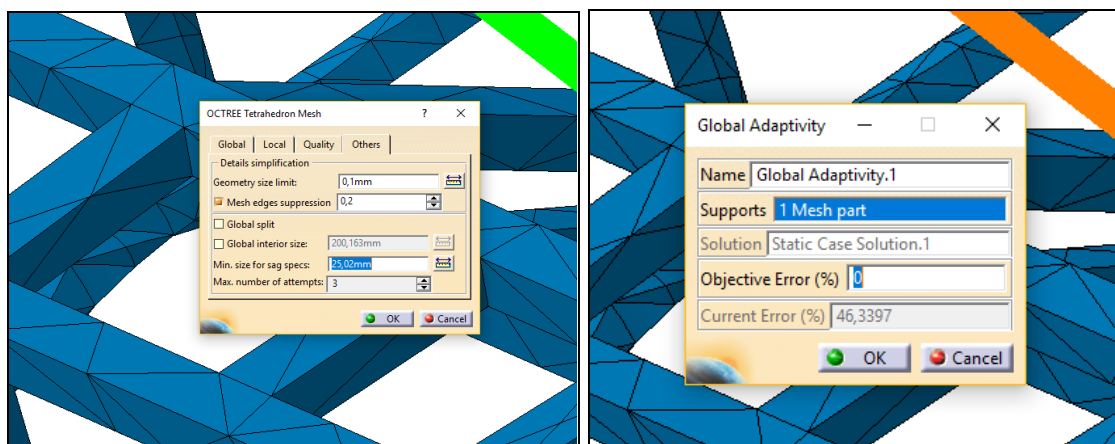 OCTREE Tetrahedron Mesh ? ×
Global Local Quality Others
Details simplification
Geometry size limit: 0,1mm
Mesh edges suppression 0,2
Global split
Global interior size: 200,163mm
Min. size for sag specs: 25,02mm
Max. number of attempts: 3
OK Cancel
Global Adaptivity
Name Global Adaptivity.1
Supports 1 Mesh part
Solution Static Case Solution.1
Objective Error (%) 0
Current Error (%) 46,3397
OK Cancel